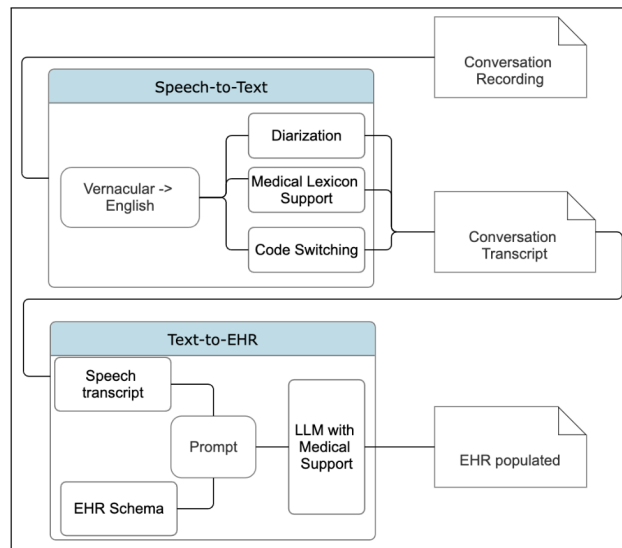 Conversation
Recording
Speech-to-Text
Vernacular ->
English
Diarization
Medical Lexicon
Support
Code Switching
Conversation
Transcript
Text-to-EHR
Speech
transcript
EHR Schema
Prompt
LLM with
Medical
Support
EHR populated